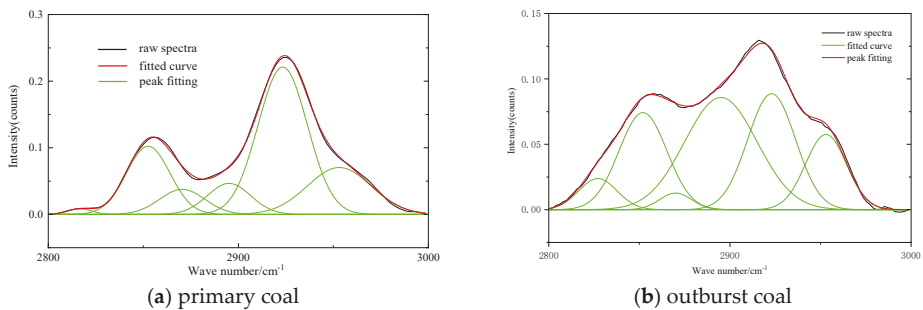 0.3
0.2
0.1
0.0
Intensity(counts)
raw spectra
fitted curve
peak fitting
2800
2900
3000
Wave number/cm-1
(a) primary coal
0.15
0.10
0.05
0.00
Intensity(counts)
raw spectra
fitted curve
peak fitting
2800
2900
3000
Wave number/cm-1
(b) outburst coal